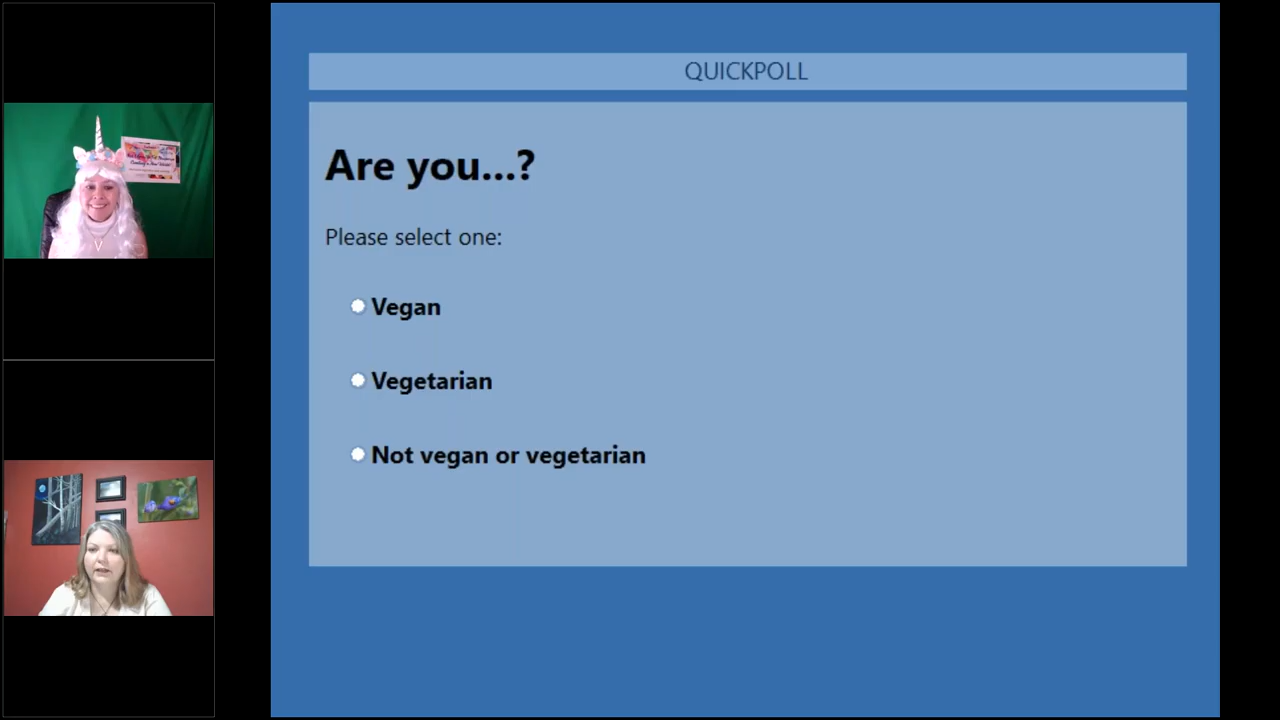 QUICKPOLL
Are you...?
Please select one:
Vegan
Vegetarian
Not vegan or vegetarian